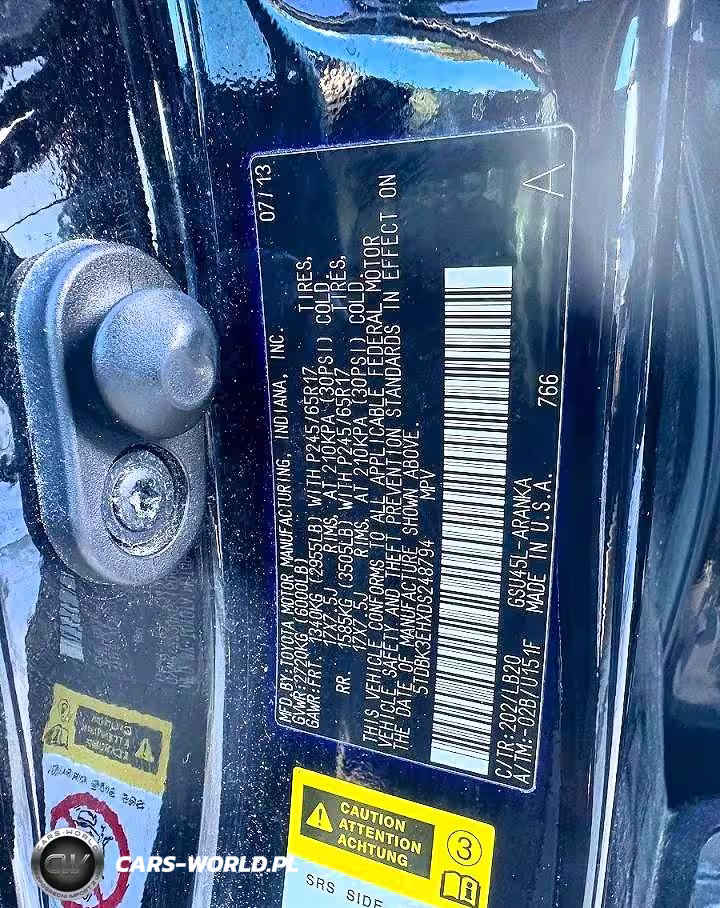 07/13
MFD.BY:TOYOTA MOTOR MANUFACTURING, INDIANA, INC.
GVWR:2720KG (6000LB)
GAWR:FRT. 1340KG (2955LB) WITH P245/65R17 TIRES,
17X7.5J RIMS, AT 210KPA (30PSI) COLD
RR 1585KG (3505LB) WITH P245/65R17 TIRES,
17X7.5J RIMS, AT 210KPA (30PSI) COLD,
THIS VEHICLE CONFORMS TO ALL APPLICABLE FEDERAL MOTOR
VEHICLE SAFETY AND THEFT PREVENTION STANDARDS IN EFFECT ON
THE DATE OF MANUFACTURE SHOWN ABOVE.
5TDBK3EHXDS248794 MPV
C/TR:202/LB20 GSU45L-ARANKA 766
A/TM:-02B/U151F MADE IN U.S.A. A
CAUTION
ATTENTION
ACHTUNG
3
SRS SIDE
CARS-WORLD
CW
CARS-WORLD.PL